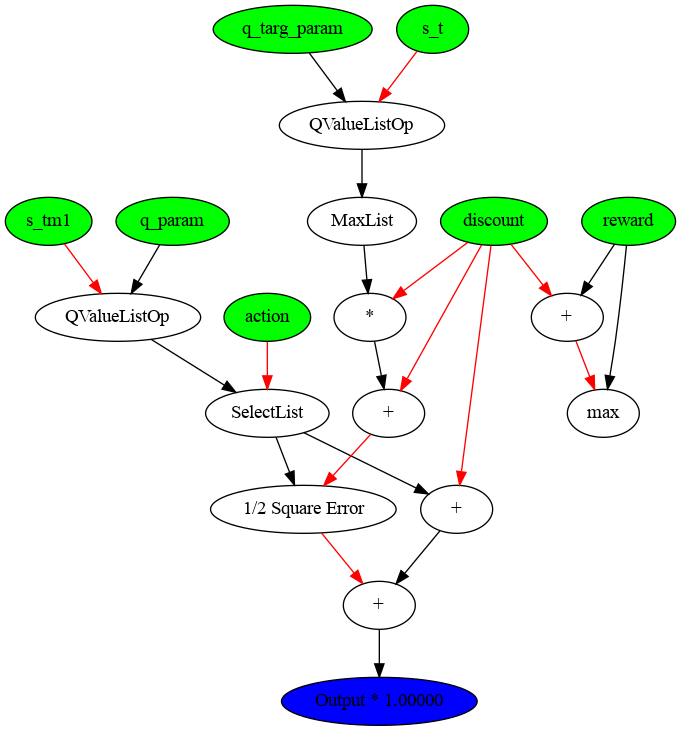 q_targ_param
s_t
QValueListOp
s_tm1
q_param
MaxList
discount
reward
QValueListOp
action
*
+
SelectList
+
max
1/2 Square Error
+
+
Output * 1.00000